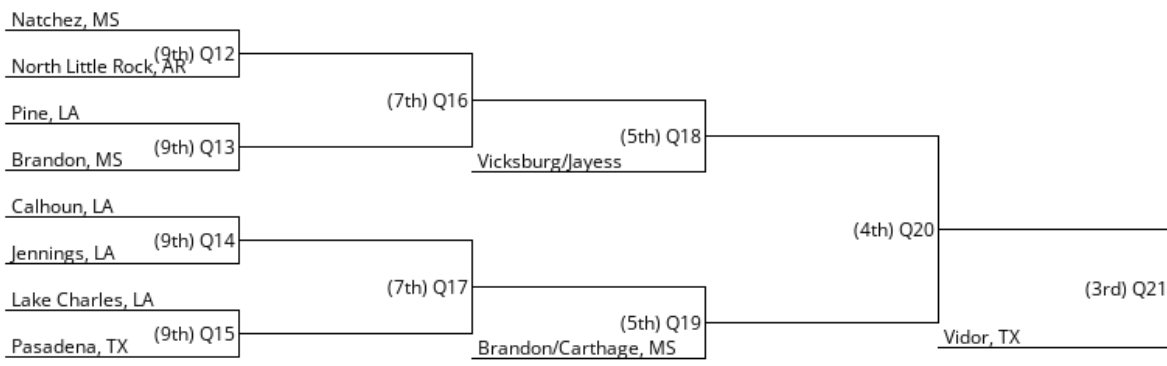 Natchez, MS
(9th) Q12
North Little Rock, AR
(7th) Q16
Pine, LA
(5th) Q18
(9th) Q13
Brandon, MS
Vicksburg/Jayess
Calhoun, LA
(4th) Q20
(9th) Q14
Jennings, LA
(7th) Q17
(3rd) Q21
Lake Charles, LA
(5th) Q19
(9th) Q15
Vidor, TX
Pasadena, TX
Brandon/Carthage, MS